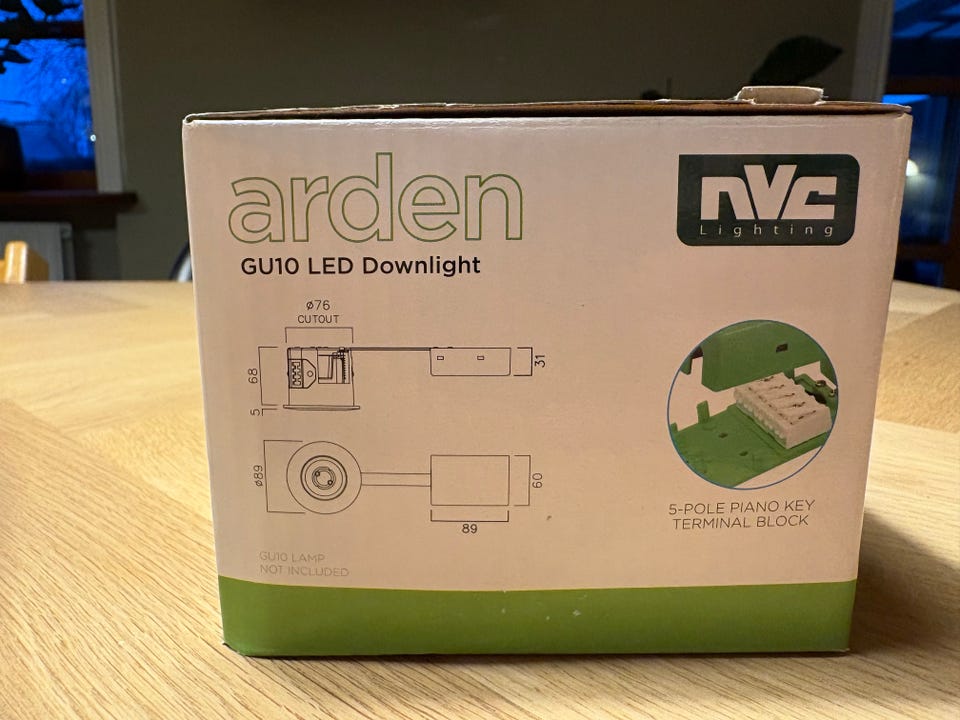 arden
GU10 LED Downlight
nVC
Lighting
ø76
CUTOUT
68
5
31
ø89
60
89
5-POLE PIANO KEY
TERMINAL BLOCK
GU10 LAMP
NOT INCLUDED